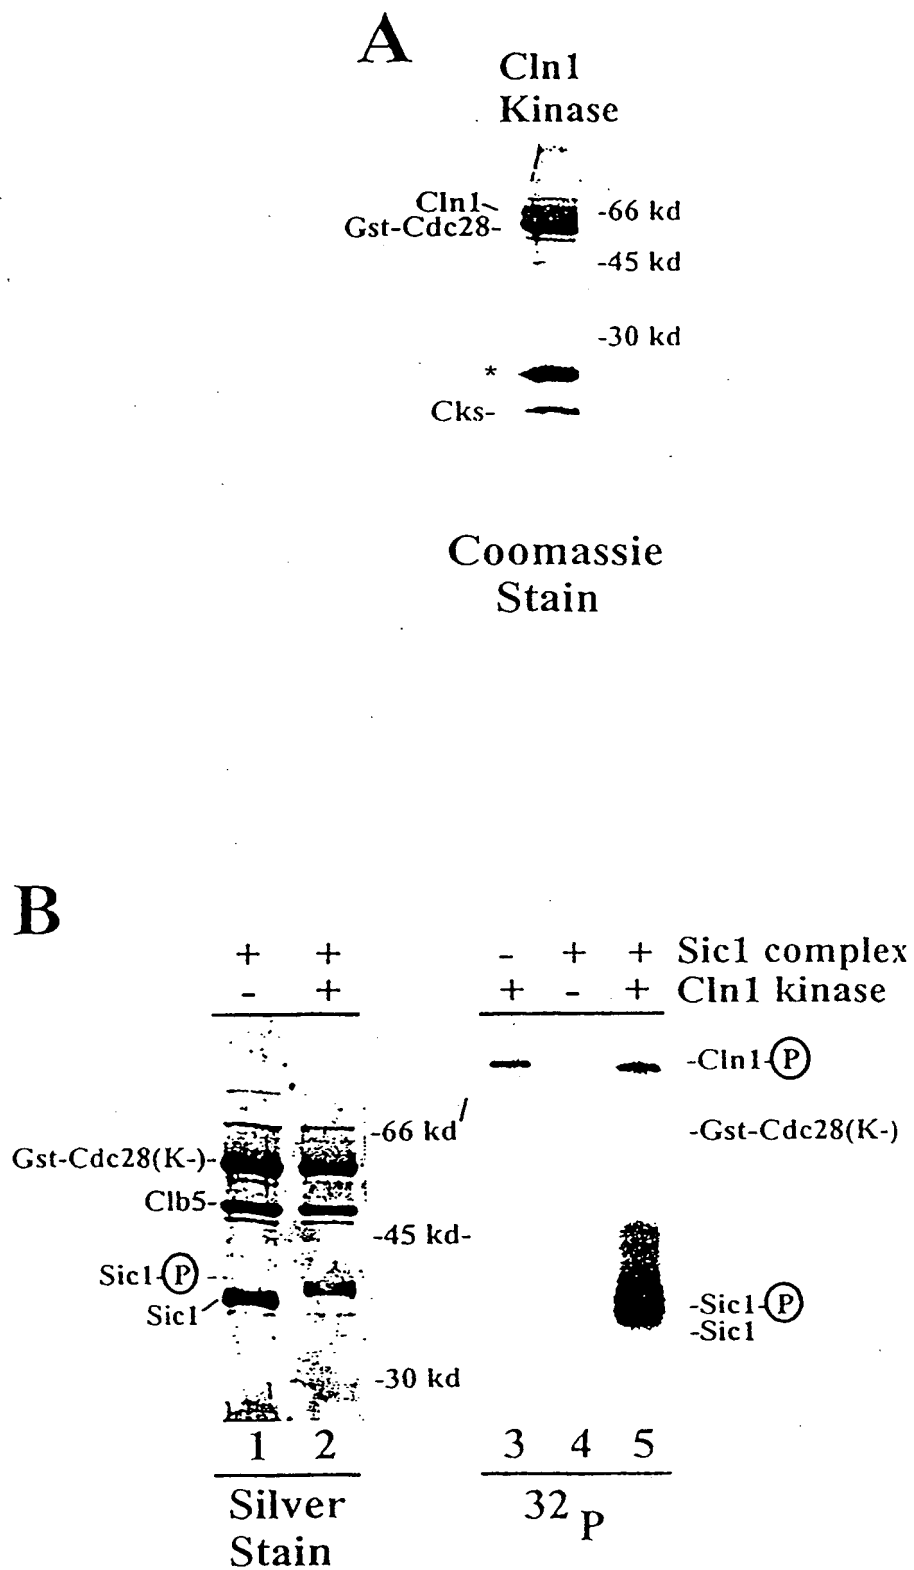 A
Cln1
Kinase
Cln1
-66 kd
Gst-Cdc28-
-45 kd
-30 kd
*
Cks-
Coomassie
Stain
B
+ + - + + Sic1 complex
- + + - + Cln1 kinase
-Cln1-P
-66 kd
-Gst-Cdc28(K-)
Gst-Cdc28(K-)-
Clb5-
-45 kd-
Sic1-P -
Sic1
-Sic1-P
-Sic1
-30 kd
1 2 3 4 5
Silver
Stain
32P